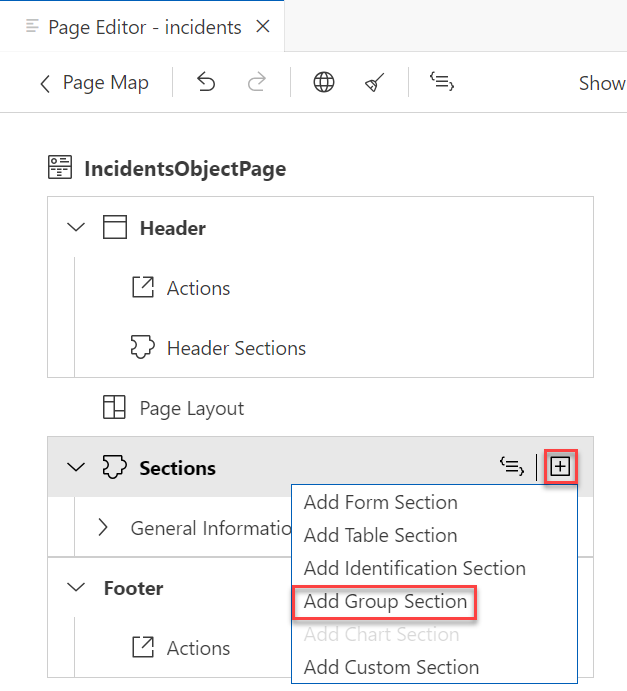 Page Editor - incidents
Page Map
Show
IncidentsObjectPage
Header
Actions
Header Sections
Page Layout
Sections
Add Form Section
Add Table Section
General Informatio
Add Identification Section
Footer
Add Group Section
Add Chart Section
Actions
Add Custom Section